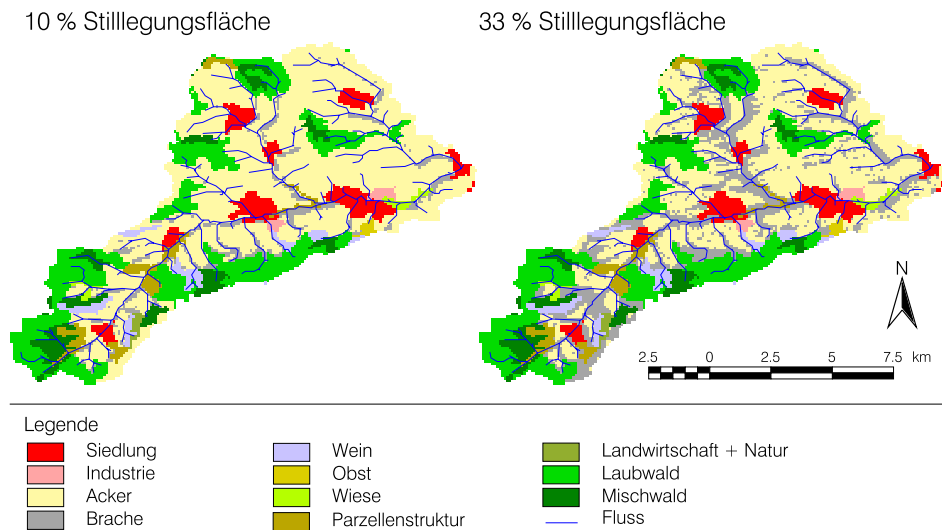 10 % Stilllegungsfläche
33 % Stilllegungsfläche
N
2.5 0 2.5 5 7.5 km
Legende
Siedlung
Industrie
Acker
Brache
Wein
Obst
Wiese
Parzellenstruktur
Landwirtschaft + Natur
Laubwald
Mischwald
Fluss